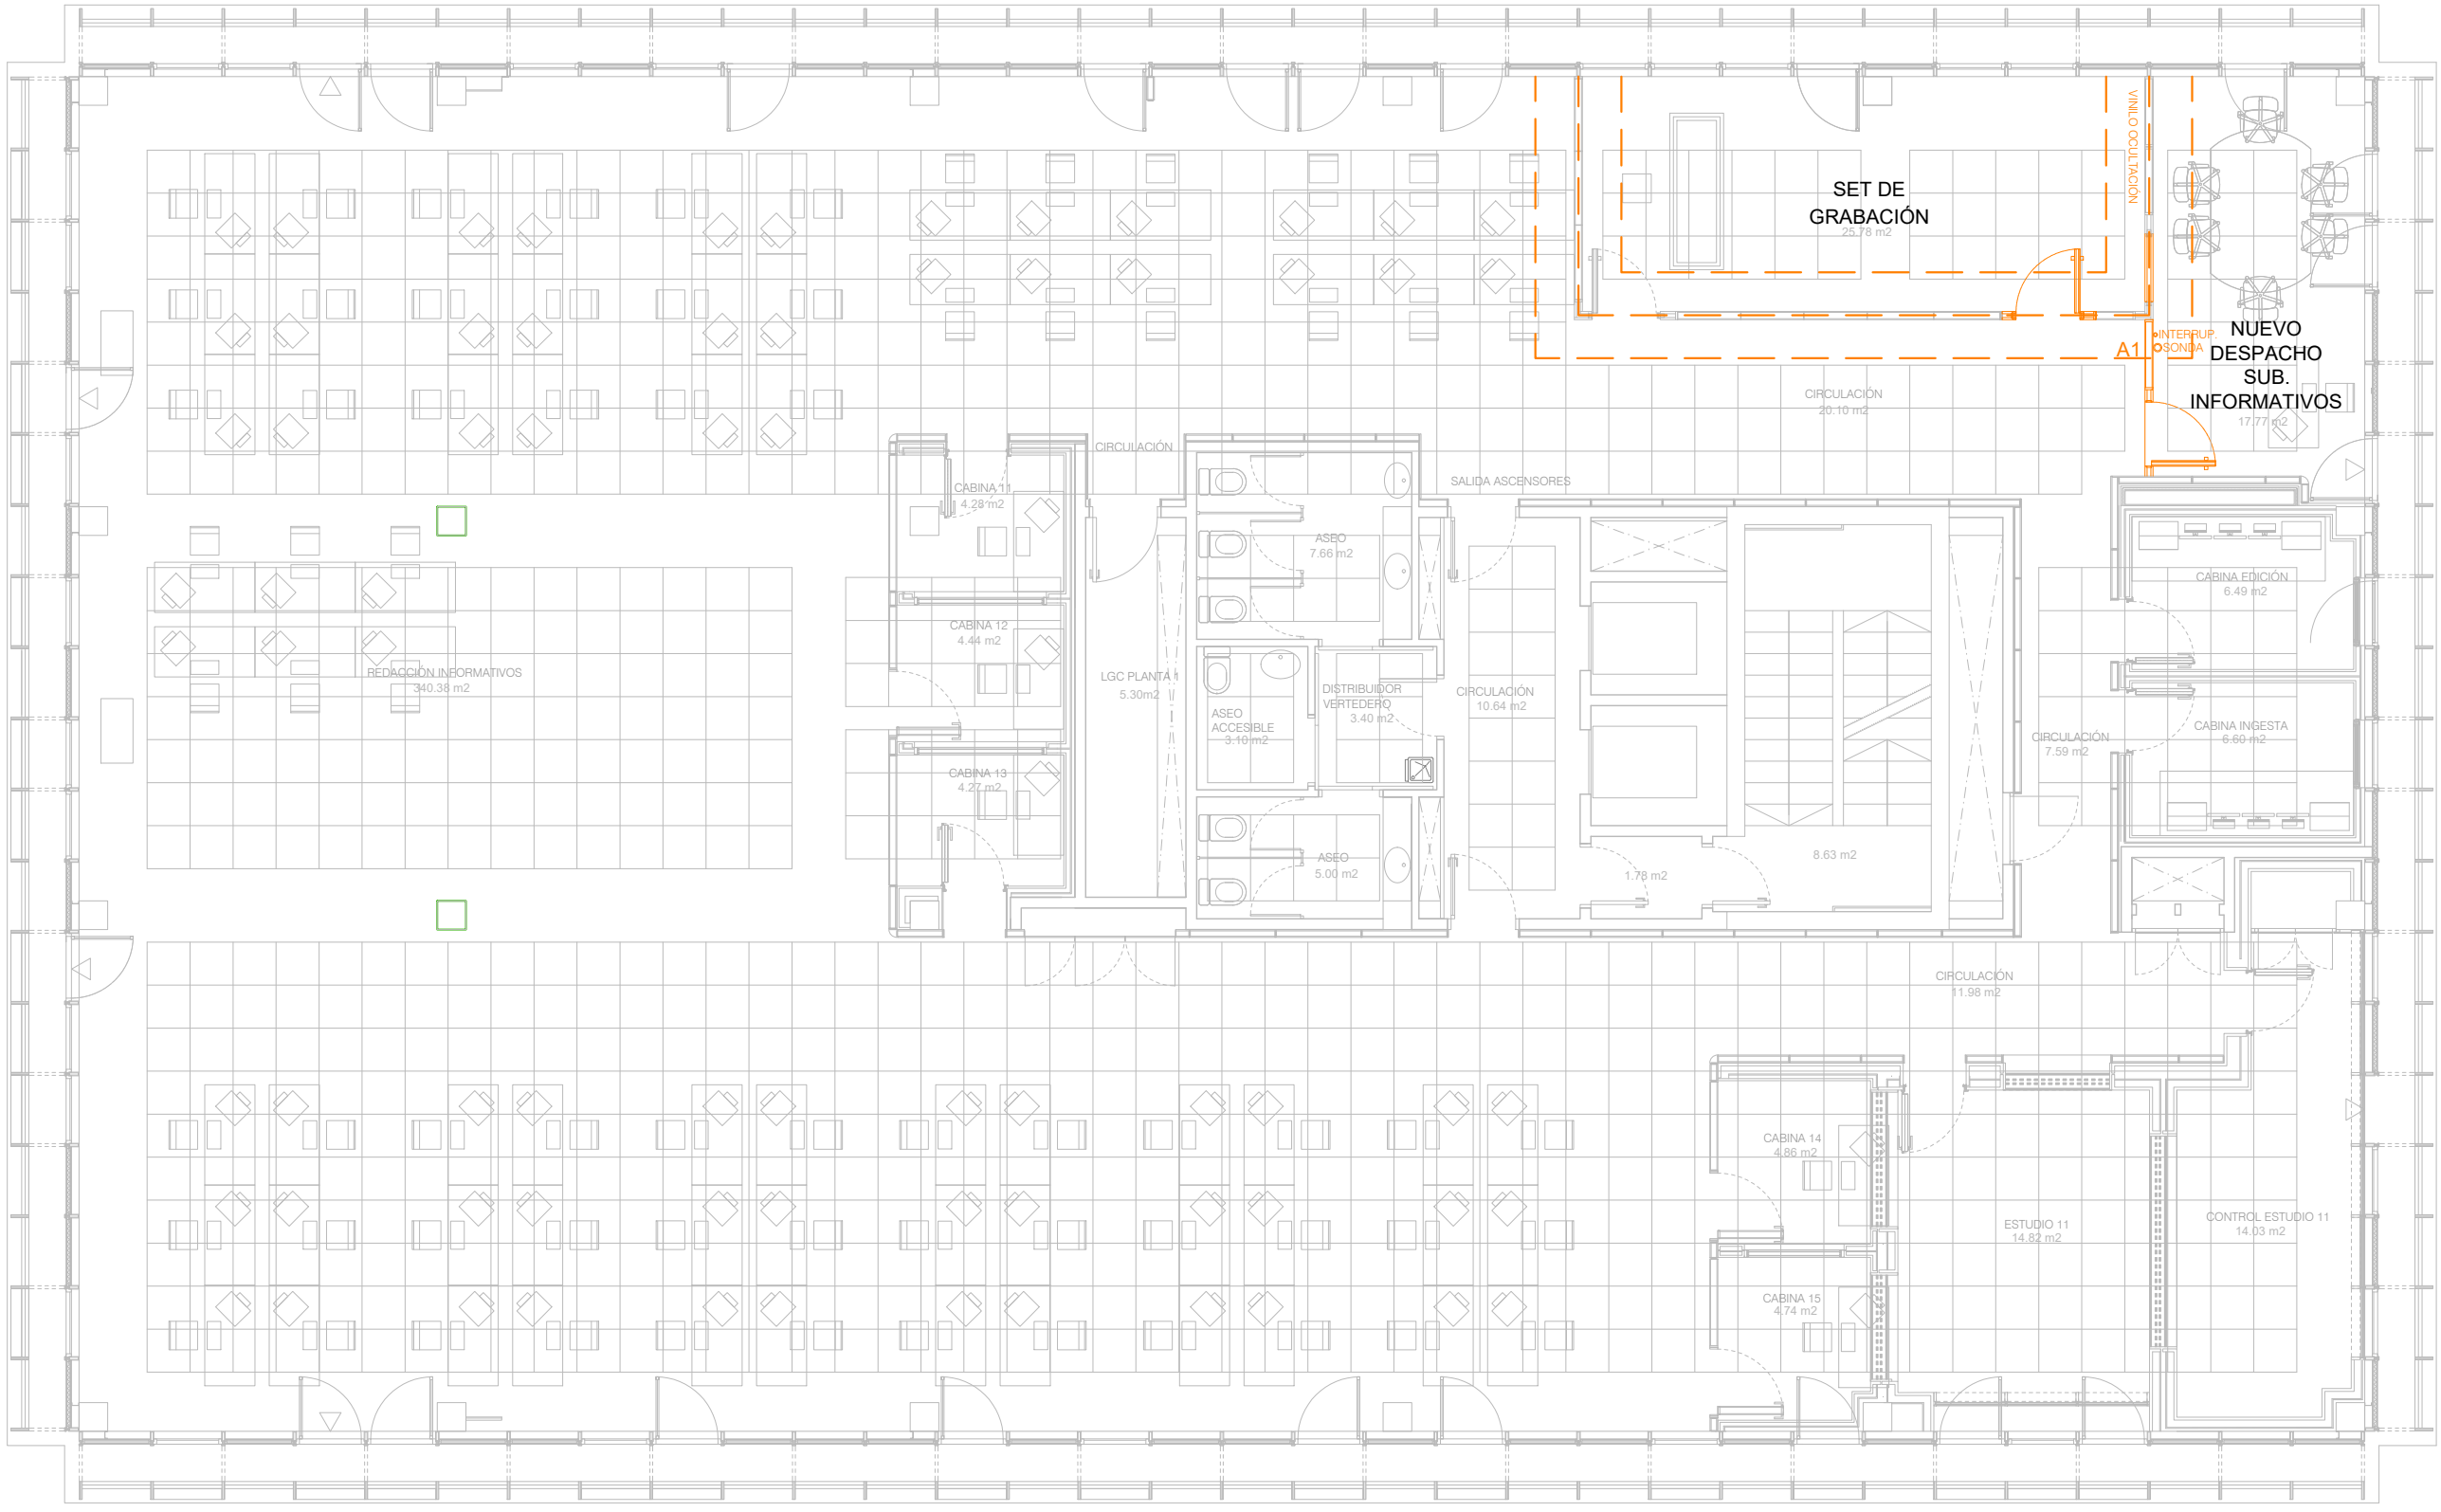 VINILO OCULTACIÓN
SET DE
GRABACIÓN
25.78 m2
INTERRUP.
SONDA
A1
NUEVO
DESPACHO
SUB.
INFORMATIVOS
17.77 m2
CIRCULACIÓN
20.10 m2
CIRCULACIÓN
SALIDA ASCENSORES
CABINA 11
4.28 m2
ASEO
7.66 m2
CABINA EDICIÓN
6.49 m2
CABINA 12
4.44 m2
REDACCIÓN INFORMATIVOS
340.38 m2
LGC PLANTA 1
5.30m2
DISTRIBUIDOR
VERTEDERO
3.40 m2
ASEO
ACCESIBLE
3.10 m2
CIRCULACIÓN
10.64 m2
CIRCULACIÓN
7.59 m2
CABINA INGESTA
6.60 m2
CABINA 13
4.27 m2
ASEO
5.00 m2
8.63 m2
1.78 m2
CIRCULACIÓN
11.98 m2
CABINA 14
4.86 m2
ESTUDIO 11
14.82 m2
CONTROL ESTUDIO 11
14.03 m2
CABINA 15
4.74 m2